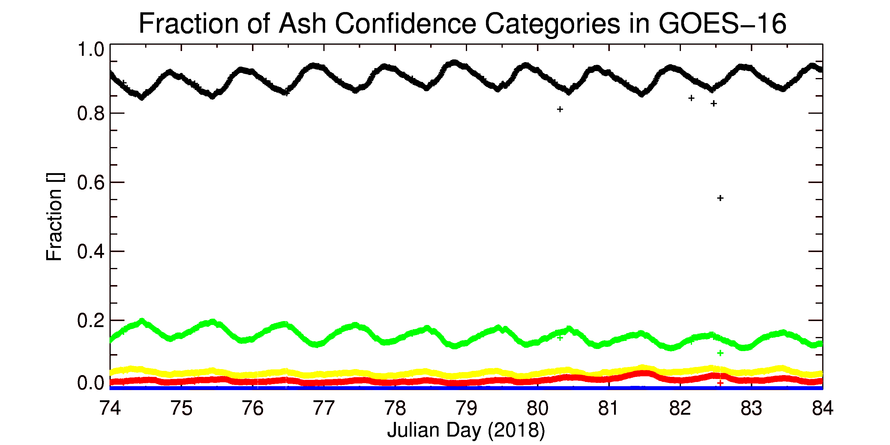 Fraction of Ash Confidence Categories in GOES−16
1.0
0.8
0.6
0.4
0.2
0.0
Fraction []
74 75 76 77 78 79 80 81 82 83 84
Julian Day (2018)